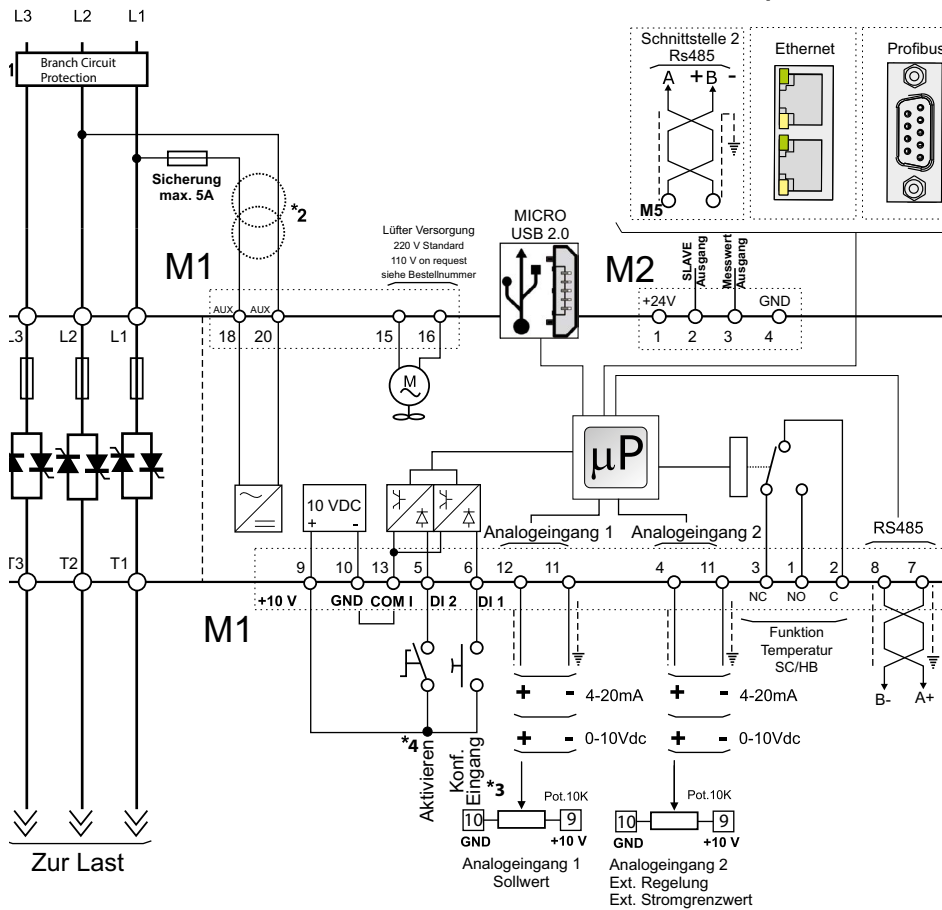 L3 L2 L1
Branch Circuit
Protection
1
Schnittstelle 2
Rs485
A +B -
M5
Ethernet
Profibus
Sicherung
max. 5A
*2
Lüfter Versorgung
220 V Standard
110 V on request
siehe Bestellnummer
MICRO
USB 2.0
M1
M2
SLAVE
Ausgang
Messwert
Ausgang
+24V GND
1 2 3 4
AUX AUX
18 20 15 16
L3 L2 L1
M
µP
10 VDC
+ -
Analogeingang 1 Analogeingang 2
RS485
T3 T2 T1
9 10 13 5 6 12 11 4 11 3 1 2 8 7
+10 V GND COM I DI 2 DI 1
NC NO C
M1
Funktion
Temperatur
SC/HB
B- A+
+ - 4-20mA
+ - 4-20mA
+ - 0-10Vdc
+ - 0-10Vdc
*4
Aktivieren
Konf.
Eingang
*3
Pot.10K
10 9
GND +10 V
Analogeingang 1
Sollwert
Pot.10K
10 9
GND +10 V
Analogeingang 2
Ext. Regelung
Ext. Stromgrenzwert
Zur Last